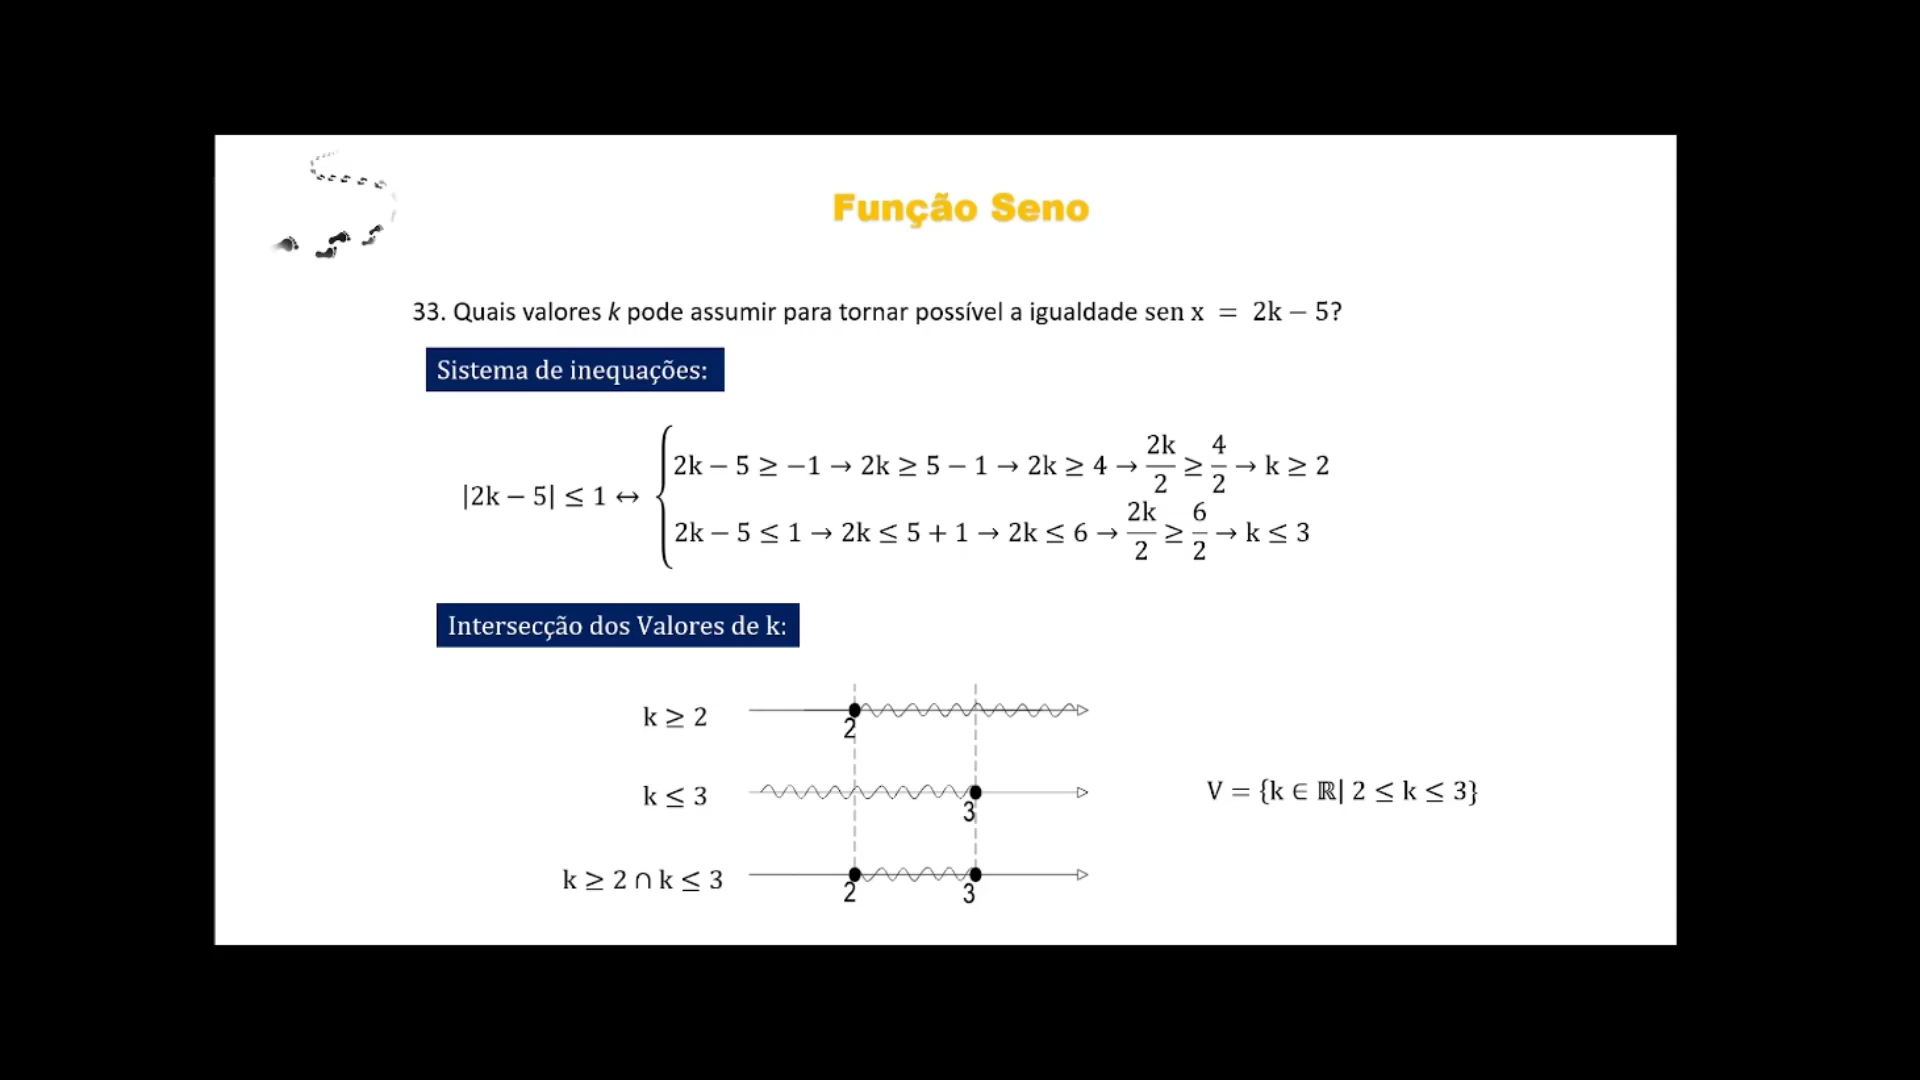 Função Seno
33. Quais valores k pode assumir para tornar possível a igualdade sen x = 2k − 5?
Sistema de inequações:
|2k − 5| ≤ 1 ↔ { 2k − 5 ≥ −1 → 2k ≥ 5 − 1 → 2k ≥ 4 → 2k/2 ≥ 4/2 → k ≥ 2
2k − 5 ≤ 1 → 2k ≤ 5 + 1 → 2k ≤ 6 → 2k/2 ≥ 6/2 → k ≤ 3
Intersecção dos Valores de k:
k ≥ 2
2
k ≤ 3
3
V = {k ∈ ℝ| 2 ≤ k ≤ 3}
k ≥ 2 ∩ k ≤ 3
2 3